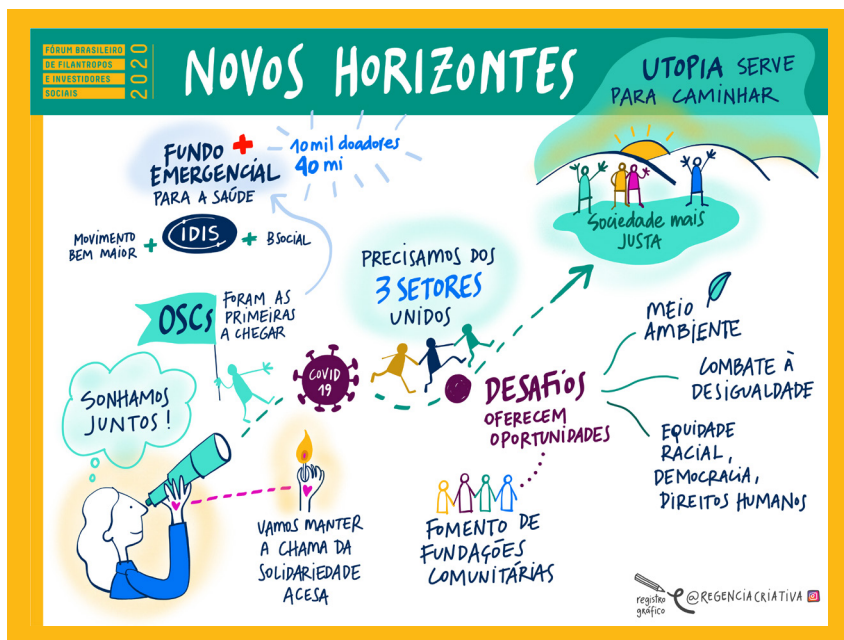 FÓRUM BRASILEIRO
DE FILANTROPOS
E INVESTIDORES
SOCIAIS
2020
NOVOS HORIZONTES
UTOPIA SERVE
PARA CAMINHAR
FUNDO
EMERGENCIAL
PARA A SAÚDE
10 mil doadores
40 mi
Sociedade mais
JUSTA
MOVIMENTO
BEM MAIOR
+
IDIS
+
BSOCIAL
PRECISAMOS DOS
3 SETORES
UNIDOS
OSCs
FORAM AS
PRIMEIRAS
A CHEGAR
MEIO
AMBIENTE
COVID
19
SONHAMOS
JUNTOS!
DESAFIOS
OFERECEM
OPORTUNIDADES
COMBATE À
DESIGUALDADE
EQUIDADE
RACIAL,
DEMOCRACIA,
DIREITOS HUMANOS
VAMOS MANTER
A CHAMA DA
SOLIDARIEDADE
ACESA
FOMENTO DE
FUNDAÇÕES
COMUNITÁRIAS
registro
gráfico
@REGENCIACRIATIVA